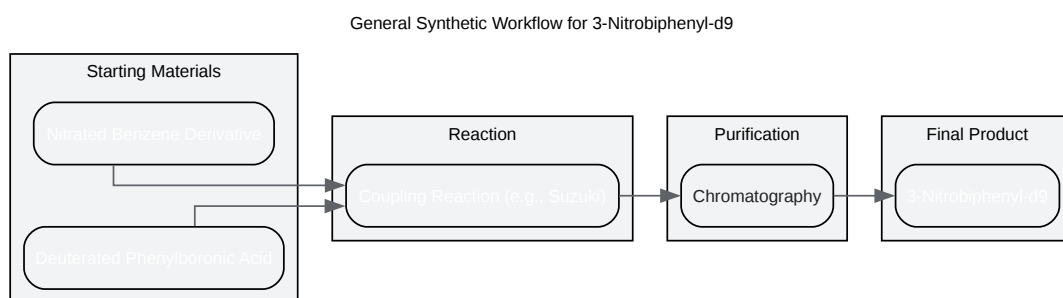 General Synthetic Workflow for 3-Nitrobiphenyl-d9
Starting Materials
Nitrated Benzene Derivative
Deuterated Phenylboronic Acid
Reaction
Coupling Reaction (e.g., Suzuki)
Purification
Chromatography
Final Product
3-Nitrobiphenyl-d9